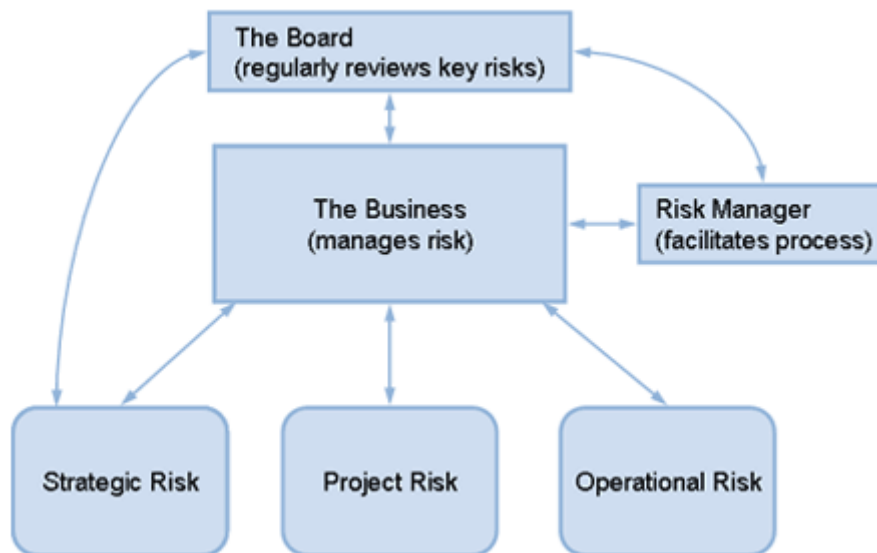 The Board
(regularly reviews key risks)
The Business
(manages risk)
Risk Manager
(facilitates process)
Strategic Risk
Project Risk
Operational Risk